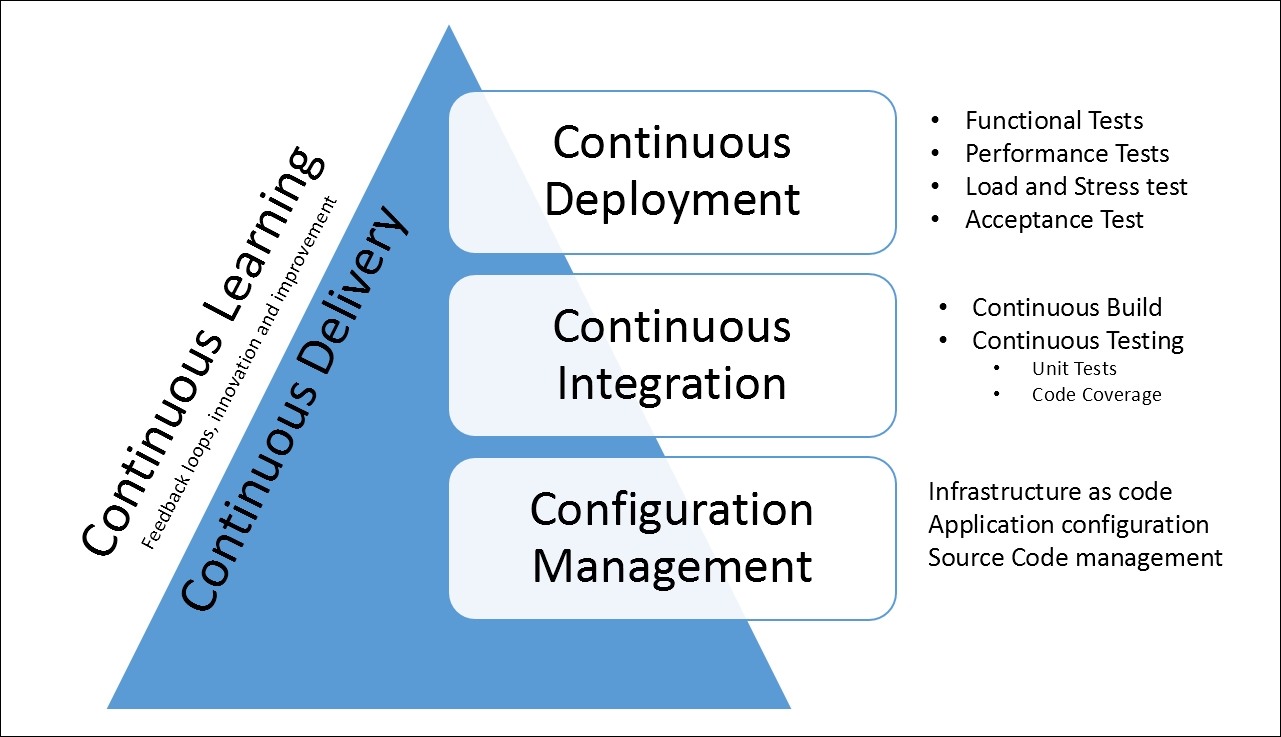 Continuous Learning
Feedback loops, innovation and improvement
Continuous Delivery
Continuous
Deployment
• Functional Tests
• Performance Tests
• Load and Stress test
• Acceptance Test
Continuous
Integration
• Continuous Build
• Continuous Testing
• Unit Tests
• Code Coverage
Configuration
Management
Infrastructure as code
Application configuration
Source Code management